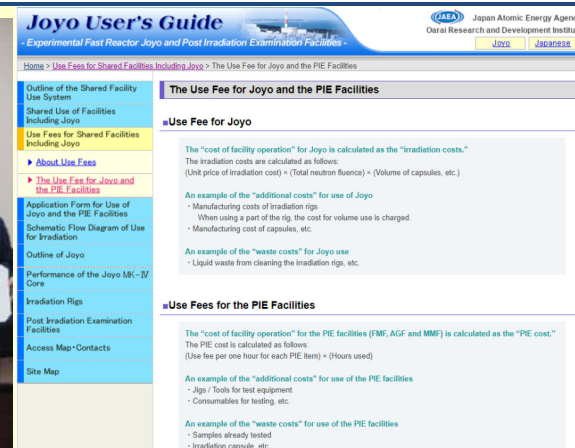 Joyo User's Guide
- Experimental Fast Reactor Joyo and Post Irradiation Examination Facilities -
JAEA Japan Atomic Energy
Oarai Research and Development
Joyo Japanese
Home > Use Fees for Shared Facilities Including Joyo > The Use Fee for Joyo and the PIE Facilities
Outline of the Shared Facility
Use System
Shared Use of Facilities
Including Joyo
Use Fees for Shared Facilities
Including Joyo
About Use Fees
The Use Fee for Joyo and
the PIE Facilities
Application Form for Use of
Joyo and the PIE Facilities
Schematic Flow Diagram of Use
for Irradiation
Outline of Joyo
Performance of the Joyo MK-Ⅳ
Core
Irradiation Rigs
Post Irradiation Examination
Facilities
Access Map・Contacts
Site Map
The Use Fee for Joyo and the PIE Facilities
■Use Fee for Joyo
The "cost of facility operation" for Joyo is calculated as the "irradiation costs."
The irradiation costs are calculated as follows:
(Unit price of irradiation cost) × (Total neutron fluence) × (Volume of capsules, etc.)
An example of the "additional costs" for use of Joyo
・Manufacturing costs of irradiation rigs
When using a part of the rig, the cost for volume use is charged.
・Manufacturing cost of capsules, etc.
An example of the "waste costs" for Joyo use
・Liquid waste from cleaning the irradiation rigs, etc.
■Use Fees for the PIE Facilities
The "cost of facility operation" for the PIE facilities (FMF, AGF and MMF) is calculated as the "PIE cost."
The PIE cost is calculated as follows:
(Use fee per one hour for each PIE item) × (Hours used)
An example of the "additional costs" for use of the PIE facilities
・Jigs / Tools for test equipment
・Consumables for testing, etc.
An example of the "waste costs" for use of the PIE facilities
・Samples already tested
・Irradiation capsule, etc.